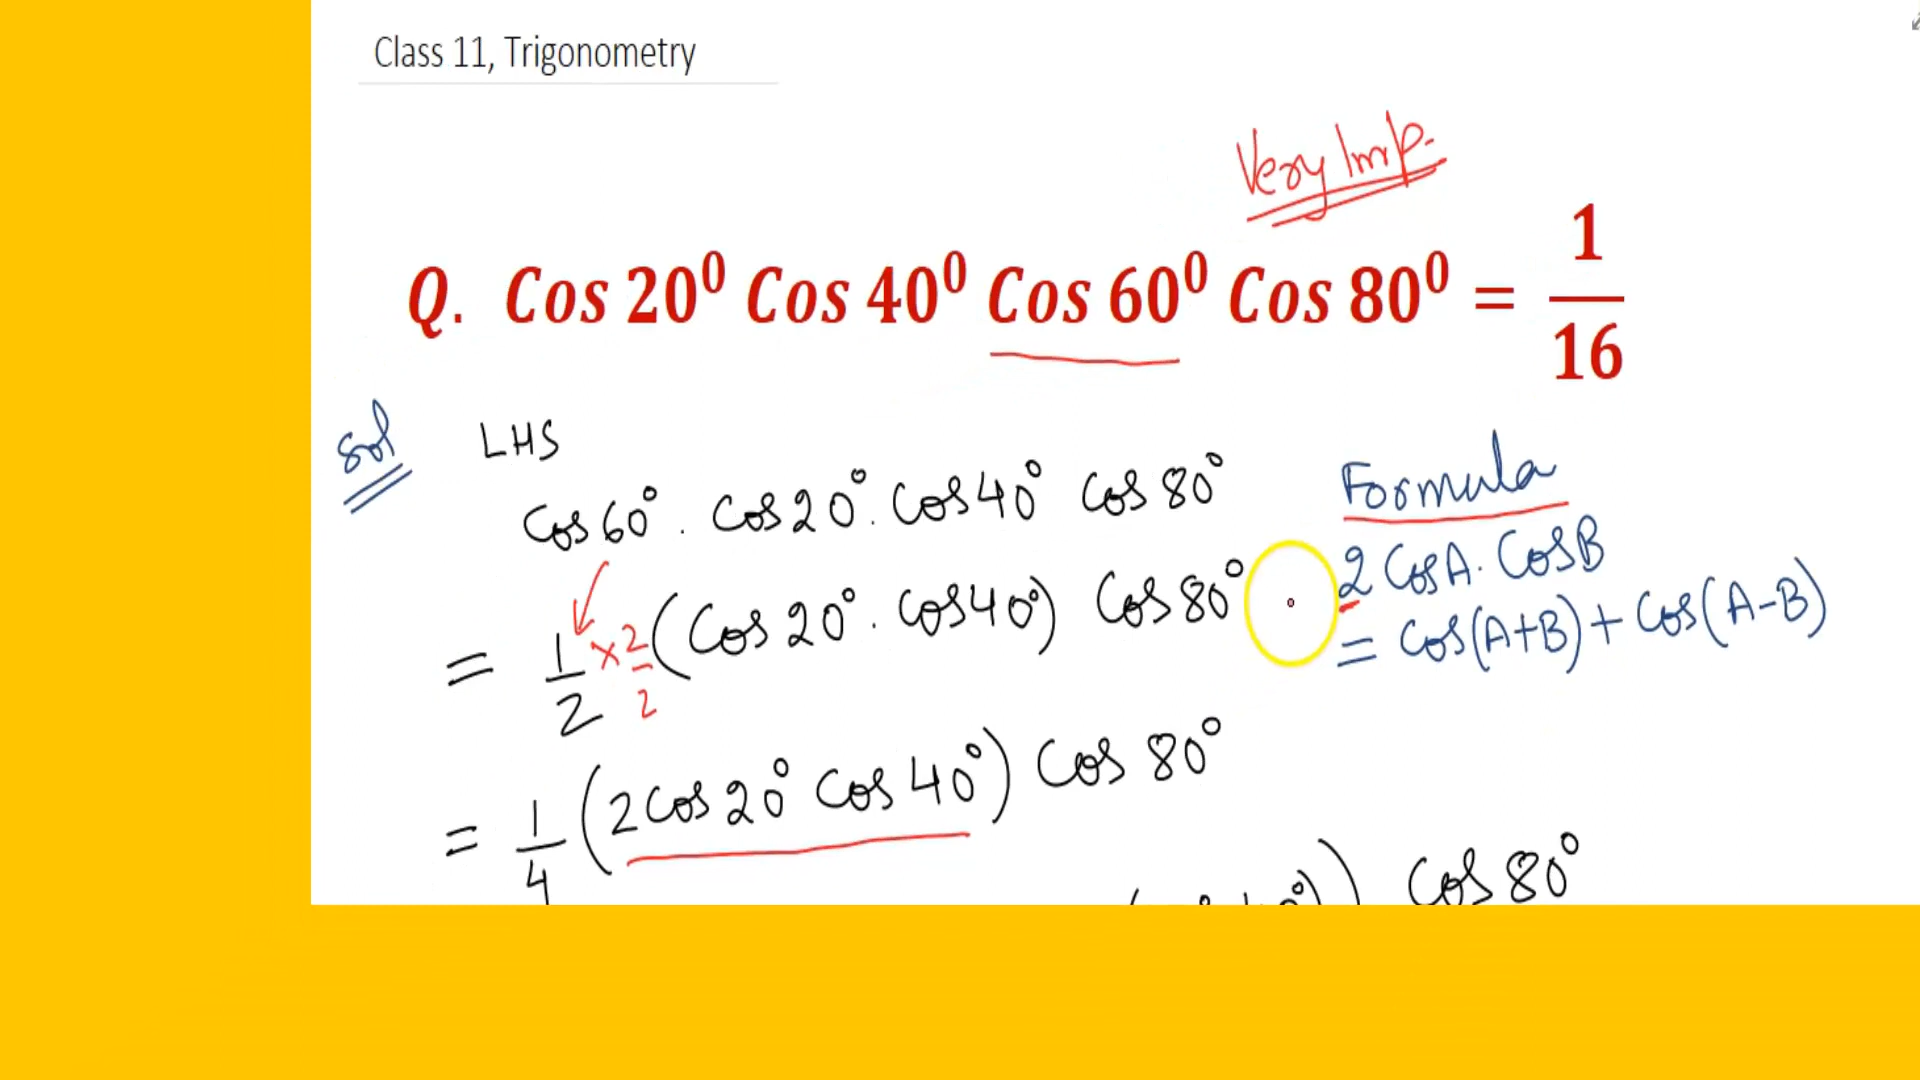 Class 11, Trigonometry
Very Imp.
Q. Cos 20⁰ Cos 40⁰ Cos 60⁰ Cos 80⁰ = 1/16
Sol
LHS
Cos 60° . Cos 20° . Cos 40° Cos 80°
= 1/2 × 2/2 (Cos 20° . Cos 40°) Cos 80°
= 1/4 (2 Cos 20° Cos 40°) Cos 80°
Formula
2 CosA . CosB
= Cos(A+B) + Cos(A-B)
Cos 80°